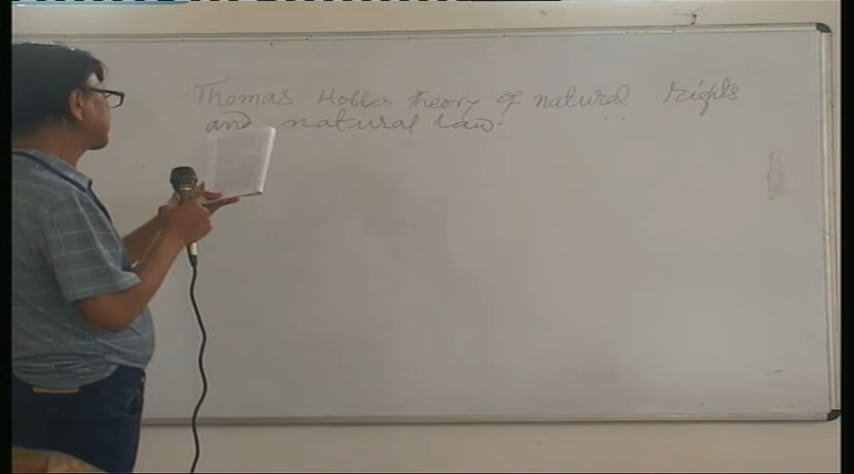 Thomas Hobbes theory of natural rights
and natural law.